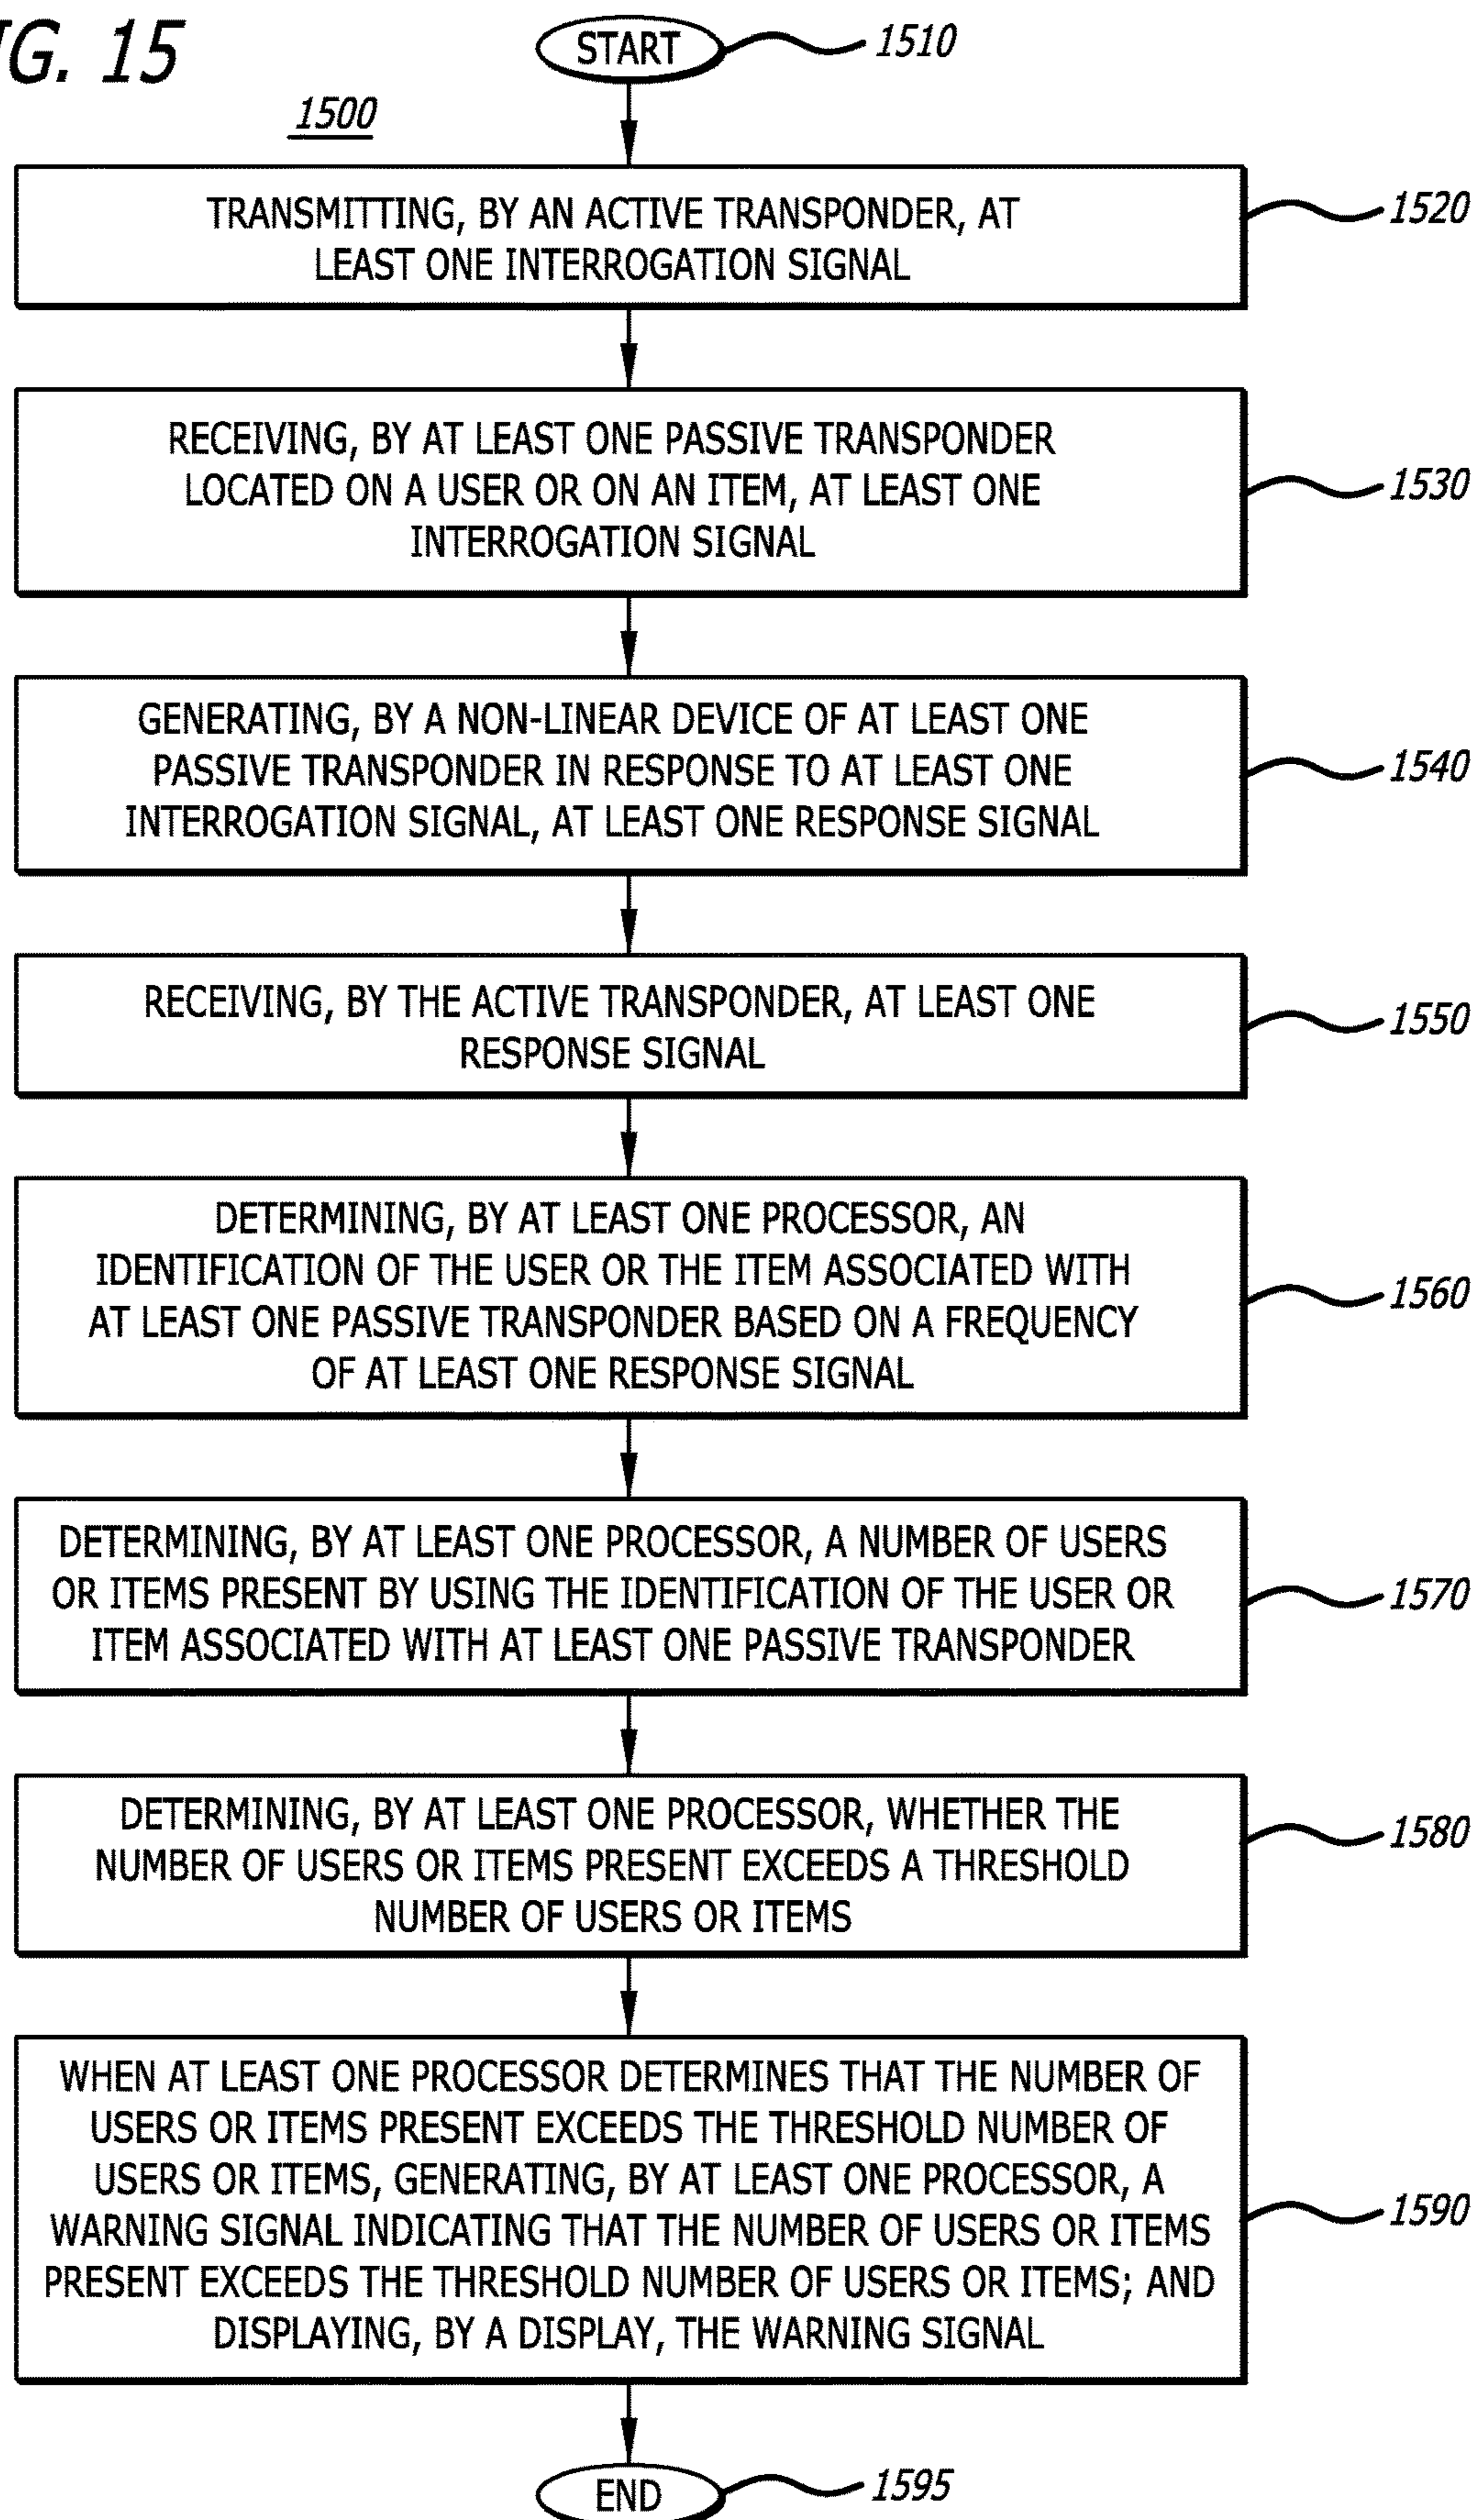 G. 15
START
1510
1500
TRANSMITTING, BY AN ACTIVE TRANSPONDER, AT
LEAST ONE INTERROGATION SIGNAL
1520
RECEIVING, BY AT LEAST ONE PASSIVE TRANSPONDER
LOCATED ON A USER OR ON AN ITEM, AT LEAST ONE
INTERROGATION SIGNAL
1530
GENERATING, BY A NON-LINEAR DEVICE OF AT LEAST ONE
PASSIVE TRANSPONDER IN RESPONSE TO AT LEAST ONE
INTERROGATION SIGNAL, AT LEAST ONE RESPONSE SIGNAL
1540
RECEIVING, BY THE ACTIVE TRANSPONDER, AT LEAST ONE
RESPONSE SIGNAL
1550
DETERMINING, BY AT LEAST ONE PROCESSOR, AN
IDENTIFICATION OF THE USER OR THE ITEM ASSOCIATED WITH
AT LEAST ONE PASSIVE TRANSPONDER BASED ON A FREQUENCY
OF AT LEAST ONE RESPONSE SIGNAL
1560
DETERMINING, BY AT LEAST ONE PROCESSOR, A NUMBER OF USERS
OR ITEMS PRESENT BY USING THE IDENTIFICATION OF THE USER OR
ITEM ASSOCIATED WITH AT LEAST ONE PASSIVE TRANSPONDER
1570
DETERMINING, BY AT LEAST ONE PROCESSOR, WHETHER THE
NUMBER OF USERS OR ITEMS PRESENT EXCEEDS A THRESHOLD
NUMBER OF USERS OR ITEMS
1580
WHEN AT LEAST ONE PROCESSOR DETERMINES THAT THE NUMBER OF
USERS OR ITEMS PRESENT EXCEEDS THE THRESHOLD NUMBER OF
USERS OR ITEMS, GENERATING, BY AT LEAST ONE PROCESSOR, A
WARNING SIGNAL INDICATING THAT THE NUMBER OF USERS OR ITEMS
PRESENT EXCEEDS THE THRESHOLD NUMBER OF USERS OR ITEMS; AND
DISPLAYING, BY A DISPLAY, THE WARNING SIGNAL
1590
END
1595